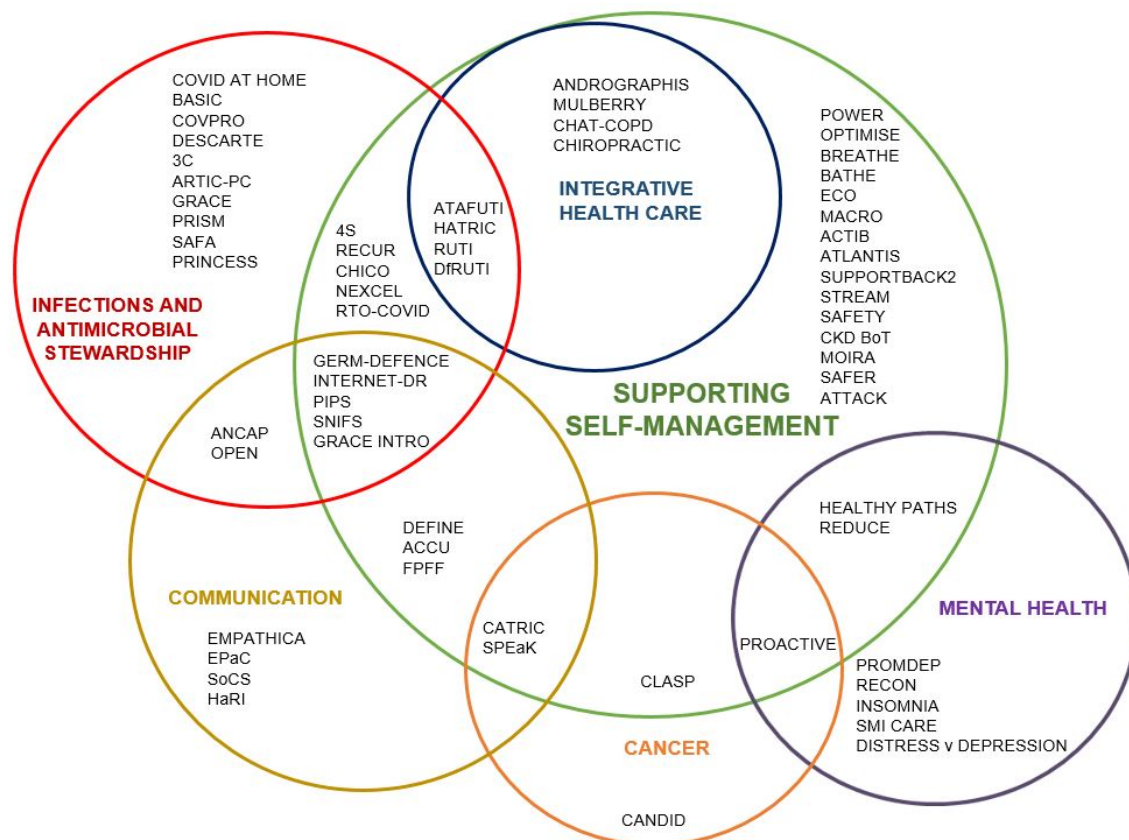 COVID AT HOME
BASIC
COVPRO
DESCARTE
3C
ARTIC-PC
GRACE
PRISM
SAFA
PRINCESS
INFECTIONS AND
ANTIMICROBIAL
STEWARDSHIP
4S
RECUR
CHICO
NEXCEL
RTO-COVID
ATAFUTI
HATRIC
RUTI
DfRUTI
ANDROGRAPHIS
MULBERRY
CHAT-COPD
CHIROPRACTIC
INTEGRATIVE
HEALTH CARE
POWER
OPTIMISE
BREATHE
BATHE
ECO
MACRO
ACTIB
ATLANTIS
SUPPORTBACK2
STREAM
SAFETY
CKD BoT
MOIRA
SAFER
ATTACK
SUPPORTING
SELF-MANAGEMENT
GERM-DEFENCE
INTERNET-DR
PIPS
SNIFS
GRACE INTRO
ANCAP
OPEN
DEFINE
ACCU
FPFF
COMMUNICATION
EMPATHICA
EPaC
SoCS
HaRI
CATRIC
SPEaK
CLASP
CANCER
CANDID
HEALTHY PATHS
REDUCE
MENTAL HEALTH
PROACTIVE
PROMDEP
RECON
INSOMNIA
SMI CARE
DISTRESS v DEPRESSION